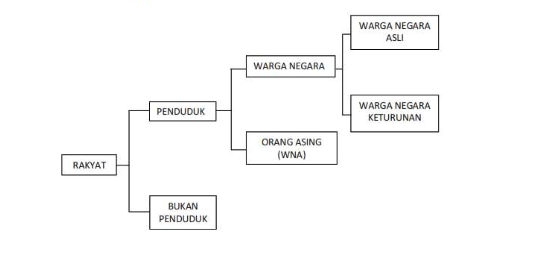 WARGA NEGARA
ASLI
WARGA NEGARA
PENDUDUK
WARGA NEGARA
KETURUNAN
ORANG ASING
(WNA)
RAKYAT
BUKAN
PENDUDUK